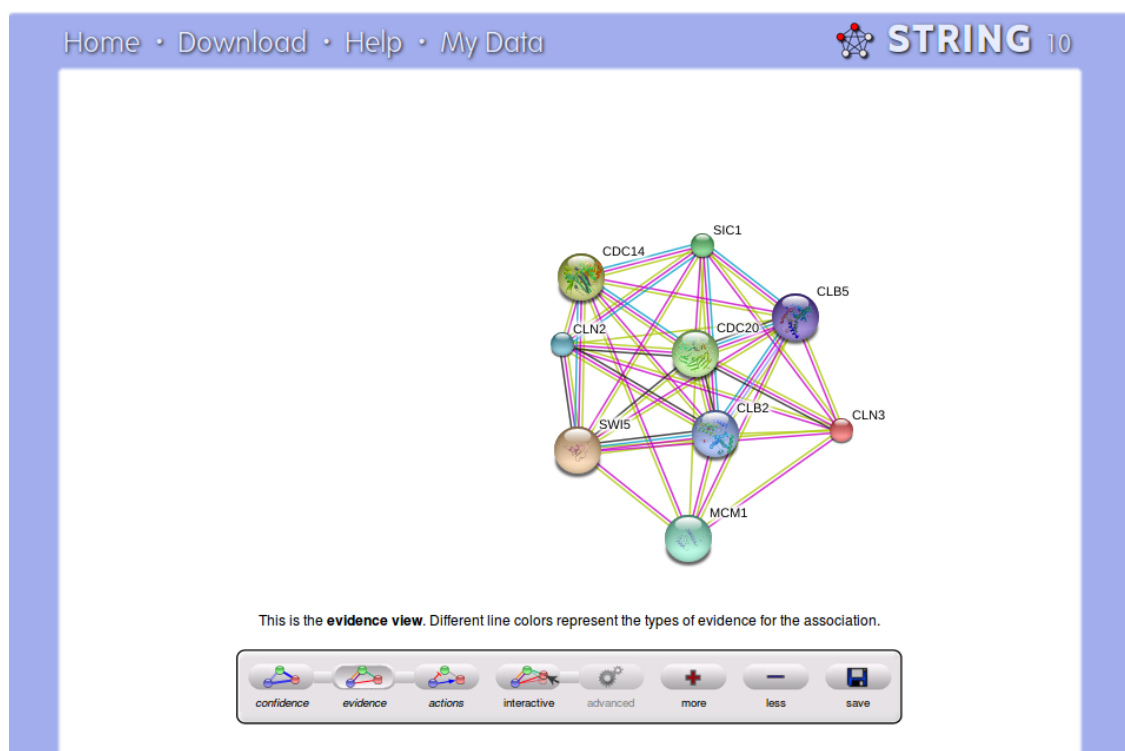 Home • Download • Help • My Data
STRING 10
SIC1
CDC14
CLB5
CLN2
CDC20
CLB2
CLN3
SWI5
MCM1
This is the evidence view. Different line colors represent the types of evidence for the association.
confidence evidence actions interactive advanced more less save